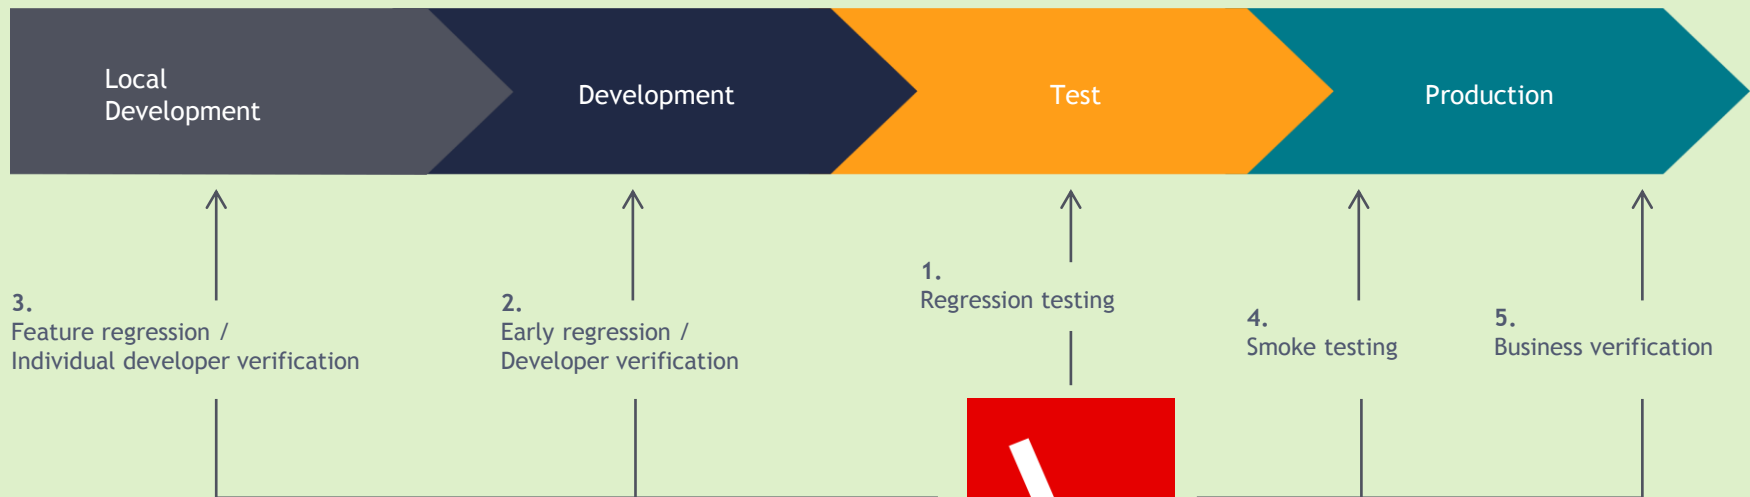 Local
Development
Development
Test
Production
3.
Feature regression /
Individual developer verification
2.
Early regression /
Developer verification
1.
Regression testing
4.
Smoke testing
5.
Business verification